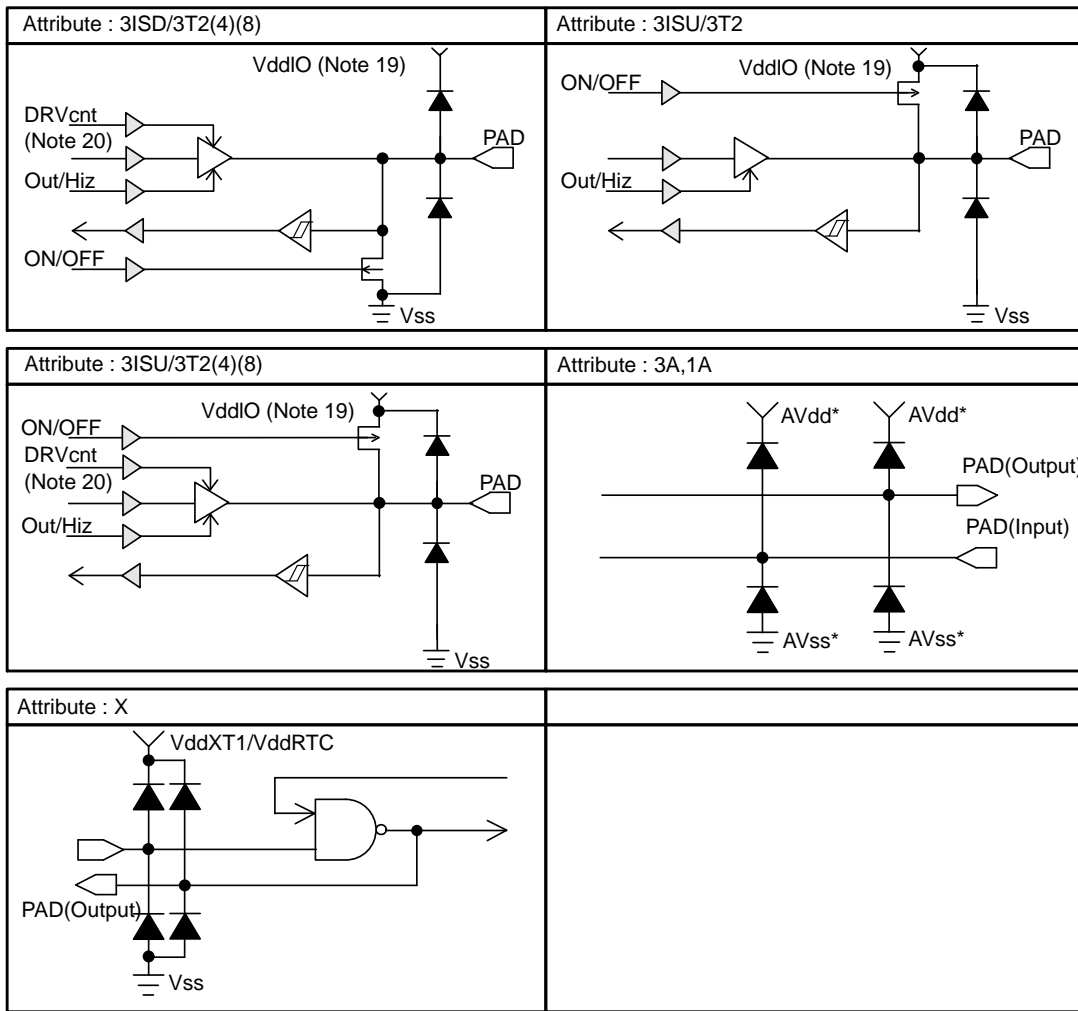 Attribute : 3ISD/3T2(4)(8)
VddIO (Note 19)
DRVcnt
(Note 20)
Out/Hiz
ON/OFF
PAD
Vss
Attribute : 3ISU/3T2
VddIO (Note 19)
ON/OFF
Out/Hiz
PAD
Vss
Attribute : 3ISU/3T2(4)(8)
VddIO (Note 19)
ON/OFF
DRVcnt
(Note 20)
Out/Hiz
PAD
Vss
Attribute : 3A,1A
AVdd*
AVdd*
PAD(Output)
PAD(Input)
AVss*
AVss*
Attribute : X
VddXT1/VddRTC
PAD(Output)
Vss